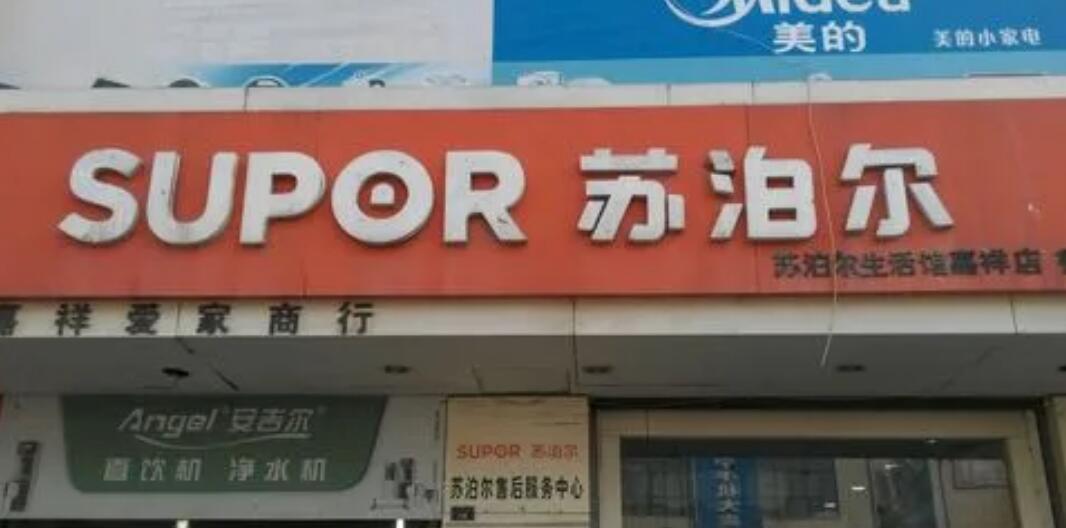 Midea
美的
美的小家电
SUPOR 苏泊尔
苏泊尔生活馆嘉祥店
嘉祥爱家商行
Angel 安吉尔
直饮机 净水机
SUPOR 苏泊尔
苏泊尔售后服务中心